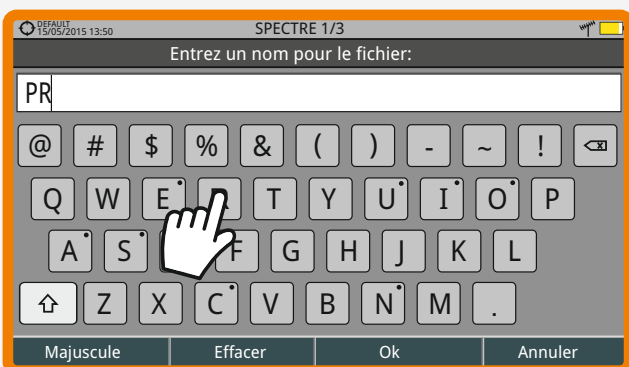 DEFAULT
15/05/2015 13:50
SPECTRE 1/3
Entrez un nom pour le fichier:
PR
@ # $ % & ( ) - ~ !
Q W E R T Y U I O P
A S F G H J K L
Z X C V B N M .
Majuscule Effacer Ok Annuler